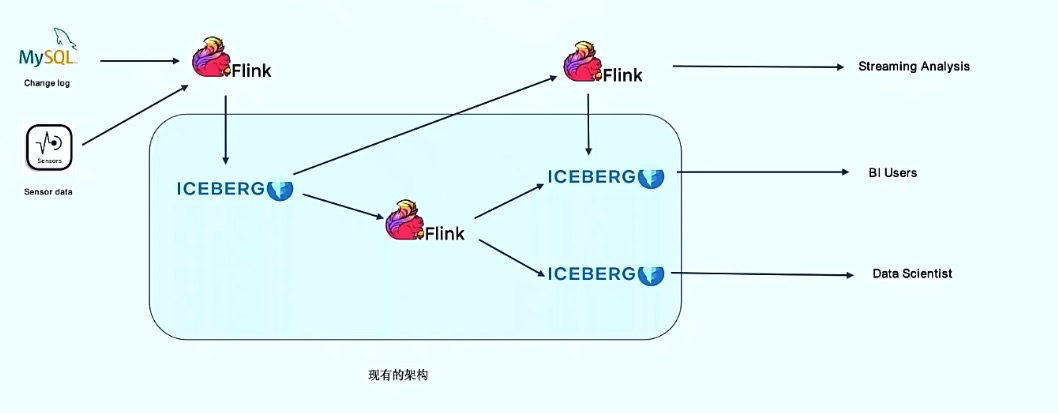 MySQL
Change log
Flink
Flink
Streaming Analysis
Sensors
Sensor data
ICEBERG
ICEBERG
BI Users
Flink
ICEBERG
Data Scientist
现有的架构